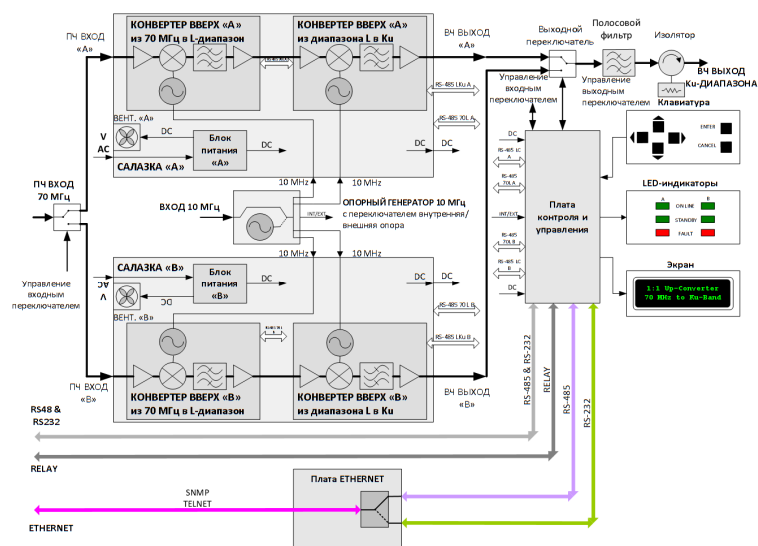 КОНВЕРТЕР ВВЕРХ «А»
из 70 МГц в L-диапазон
КОНВЕРТЕР ВВЕРХ «А»
из диапазона L в Ku
ПЧ ВХОД
«А»
ВЧ ВЫХОД
«А»
Выходной
переключатель
Полосовой
фильтр
Изолятор
ВЧ ВЫХОД
Ku-ДИАПАЗОНА
RS-485 LKu A
RS-485 70L A
Управление
входным
переключателем
Управление
выходным
переключателем
ВЕНТ. «А»
V
AC
DC
Блок
питания
«А»
DC
САЛАЗКА «А»
DC
DC
10 MHz
10 MHz
Клавиатура
ENTER
CANCEL
ПЧ ВХОД
70 МГц
ВХОД 10 МГц
ОПОРНЫЙ ГЕНЕРАТОР 10 МГц
с переключателем внутренняя/
внешняя опора
INT/EXT
10 MHz
10 MHz
DC
RS-485 LC
A
RS-485
70L A
INT/EXT
RS-485
70L B
RS-485 LC
B
DC
Плата
контроля и
управления
LED-индикаторы
A
B
ON LINE
STANDBY
FAULT
Экран
1:1 Up-Converter
70 MHz to Ku-Band
Управление
входным
переключателем
САЛАЗКА «В»
AC
V
DC
Блок
питания
«В»
DC
ВЕНТ. «В»
DC
DC
RS-485 70L B
RS-485 LKu B
КОНВЕРТЕР ВВЕРХ «В»
из 70 МГц в L-диапазон
КОНВЕРТЕР ВВЕРХ «В»
из диапазона L в Ku
ПЧ ВХОД
«В»
ВЧ ВЫХОД
«В»
RS-485 & RS-232
RELAY
RS-485
RS-232
RS48 &
RS232
RELAY
Плата ETHERNET
SNMP
TELNET
ETHERNET